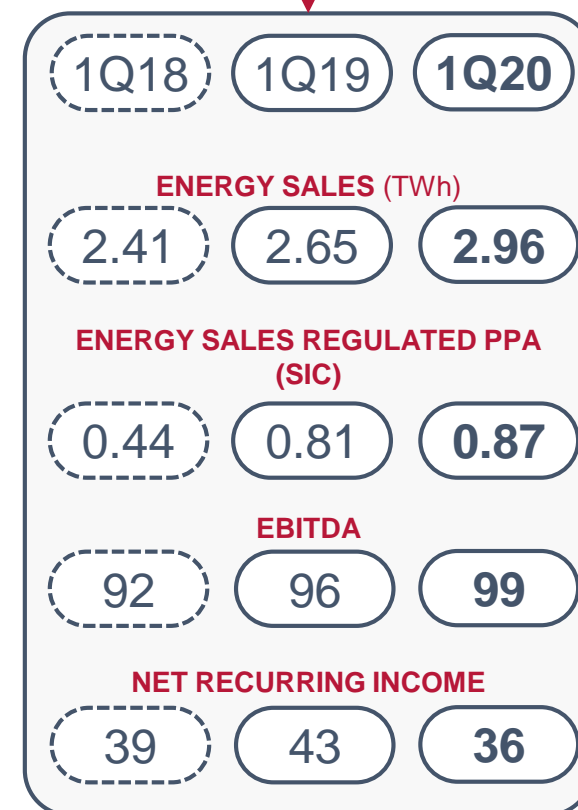 1Q18 1Q19 1Q20
ENERGY SALES (TWh)
2.41 2.65 2.96
ENERGY SALES REGULATED PPA
(SIC)
0.44 0.81 0.87
EBITDA
92 96 99
NET RECURRING INCOME
39 43 36